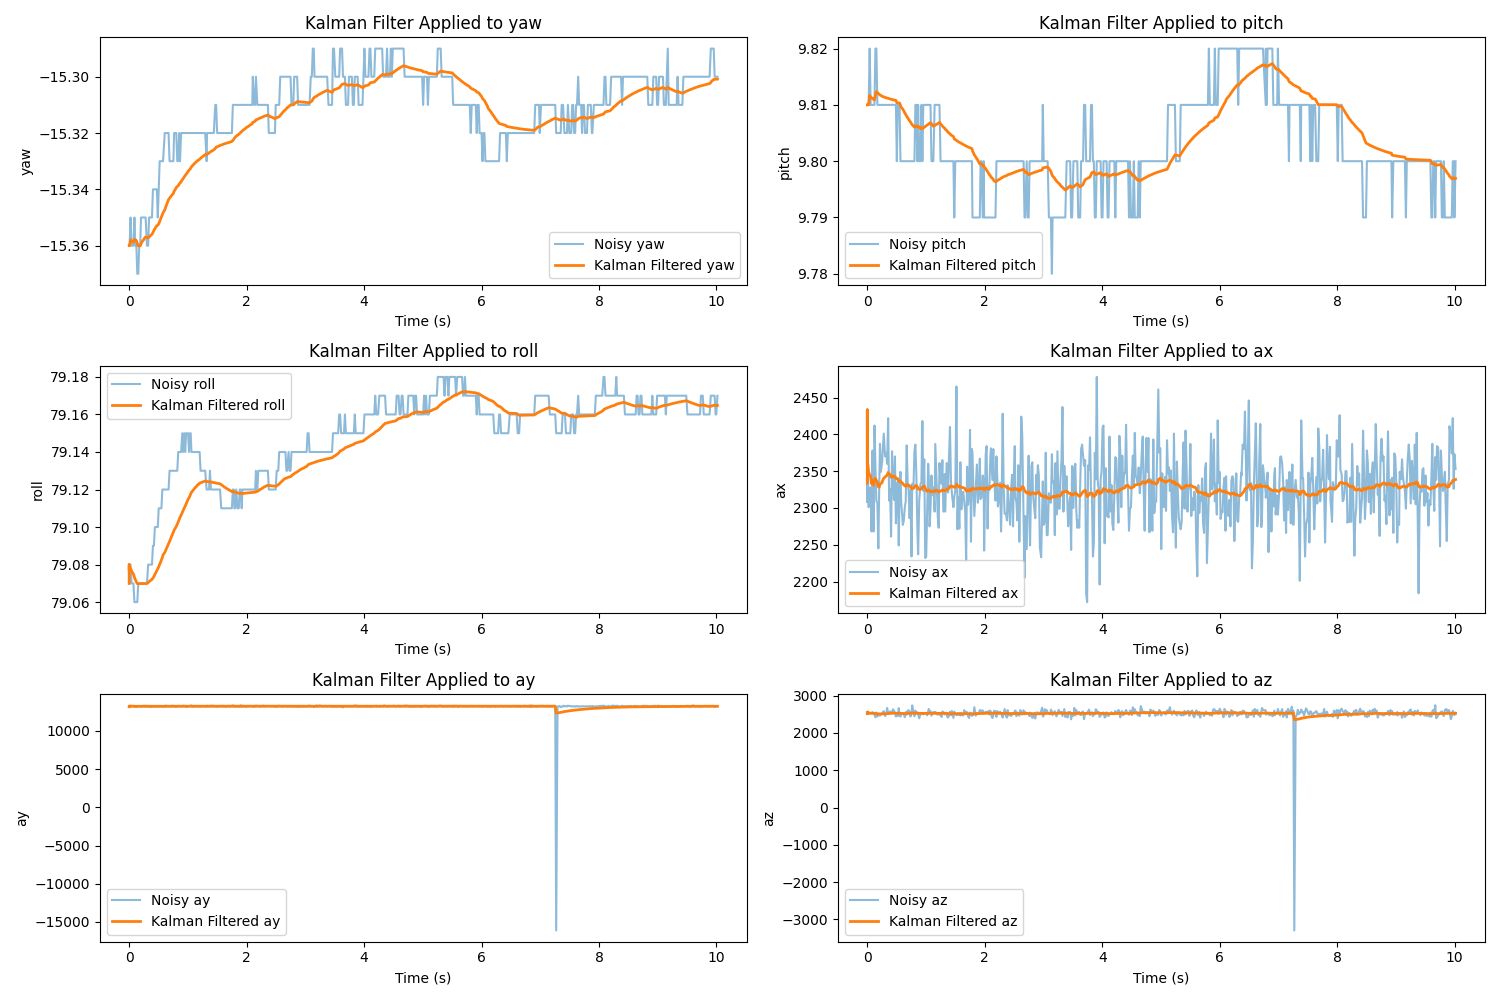 Kalman Filter Applied to yaw
yaw
−15.30
−15.32
−15.34
−15.36
Noisy yaw
Kalman Filtered yaw
0 2 4 6 8 10
Time (s)
Kalman Filter Applied to pitch
pitch
9.82
9.81
9.80
9.79
9.78
Noisy pitch
Kalman Filtered pitch
0 2 4 6 8 10
Time (s)
Kalman Filter Applied to roll
roll
79.18
79.16
79.14
79.12
79.10
79.08
79.06
Noisy roll
Kalman Filtered roll
0 2 4 6 8 10
Time (s)
Kalman Filter Applied to ax
ax
2450
2400
2350
2300
2250
2200
Noisy ax
Kalman Filtered ax
0 2 4 6 8 10
Time (s)
Kalman Filter Applied to ay
ay
10000
5000
0
−5000
−10000
−15000
Noisy ay
Kalman Filtered ay
0 2 4 6 8 10
Time (s)
Kalman Filter Applied to az
az
3000
2000
1000
0
−1000
−2000
−3000
Noisy az
Kalman Filtered az
0 2 4 6 8 10
Time (s)